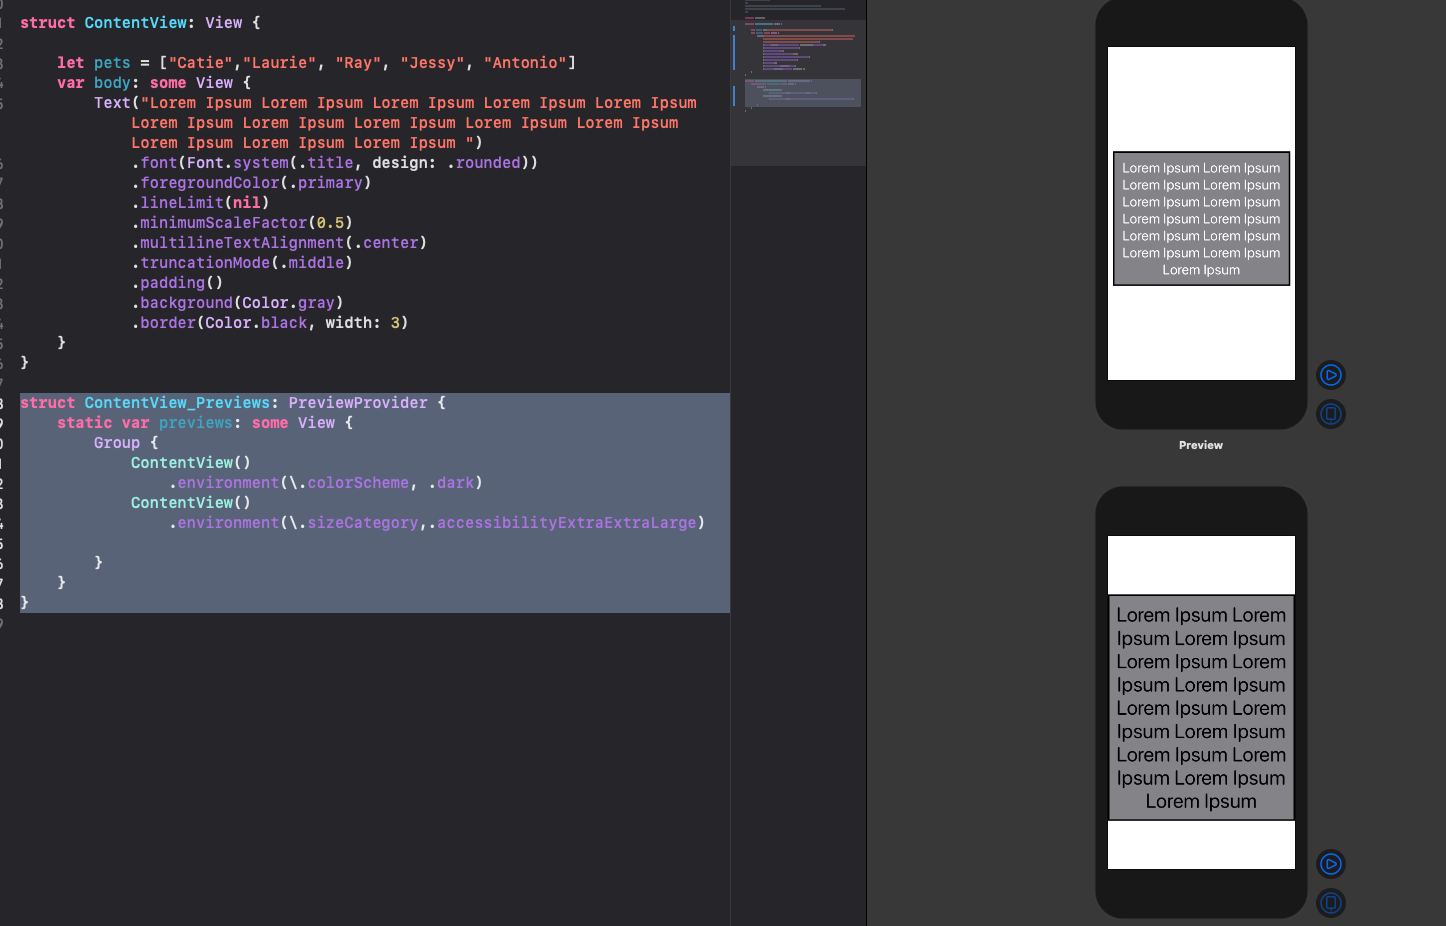 struct ContentView: View {
let pets = ["Catie","Laurie", "Ray", "Jessy", "Antonio"]
var body: some View {
Text("Lorem Ipsum Lorem Ipsum Lorem Ipsum Lorem Ipsum Lorem Ipsum
Lorem Ipsum Lorem Ipsum Lorem Ipsum Lorem Ipsum Lorem Ipsum
Lorem Ipsum Lorem Ipsum Lorem Ipsum ")
.font(Font.system(.title, design: .rounded))
.foregroundColor(.primary)
.lineLimit(nil)
.minimumScaleFactor(0.5)
.multilineTextAlignment(.center)
.truncationMode(.middle)
.padding()
.background(Color.gray)
.border(Color.black, width: 3)
}
}
struct ContentView_Previews: PreviewProvider {
static var previews: some View {
Group {
ContentView()
.environment(\.colorScheme, .dark)
ContentView()
.environment(\.sizeCategory,.accessibilityExtraExtraLarge)
}
}
}
Lorem Ipsum Lorem Ipsum
Lorem Ipsum Lorem Ipsum
Lorem Ipsum Lorem Ipsum
Lorem Ipsum Lorem Ipsum
Lorem Ipsum Lorem Ipsum
Lorem Ipsum Lorem Ipsum
Lorem Ipsum
Preview
Lorem Ipsum Lorem
Ipsum Lorem Ipsum
Lorem Ipsum Lorem
Ipsum Lorem Ipsum
Lorem Ipsum Lorem
Ipsum Lorem Ipsum
Lorem Ipsum Lorem
Ipsum Lorem Ipsum
Lorem Ipsum